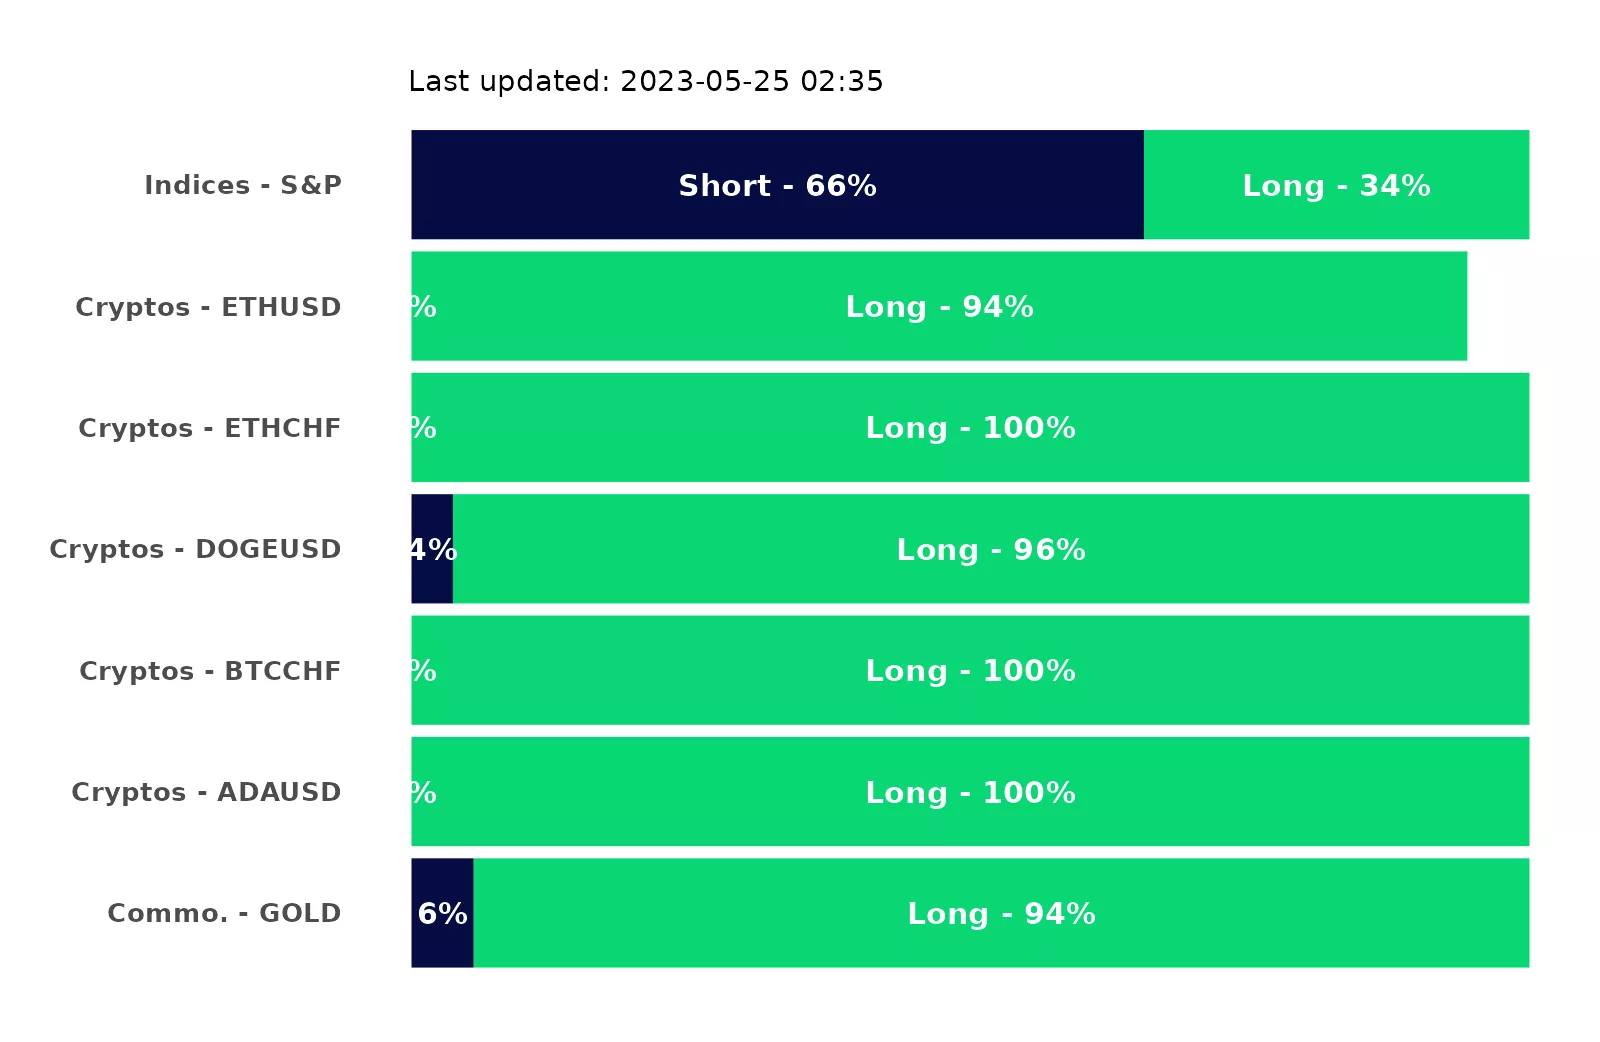 Last updated: 2023-05-25 02:35
Indices - S&P Short - 66% Long - 34%
Cryptos - ETHUSD % Long - 94%
Cryptos - ETHCHF % Long - 100%
Cryptos - DOGEUSD 4% Long - 96%
Cryptos - BTCCHF % Long - 100%
Cryptos - ADAUSD % Long - 100%
Commo. - GOLD 6% Long - 94%